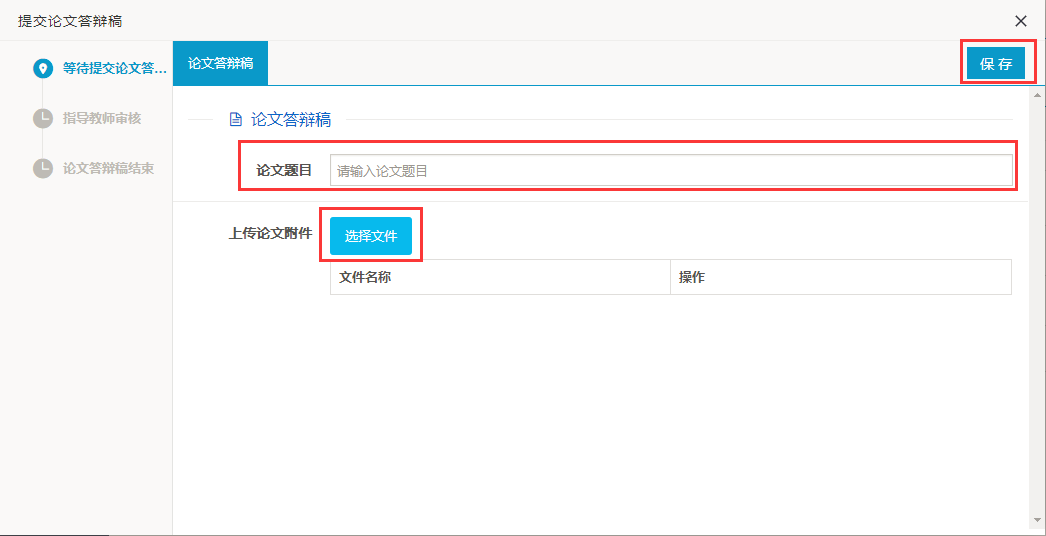 提交论文答辩稿
等待提交论文答...
指导教师审核
论文答辩稿结束
论文答辩稿
保 存
论文答辩稿
论文题目
请输入论文题目
上传论文附件
选择文件
文件名称
操作